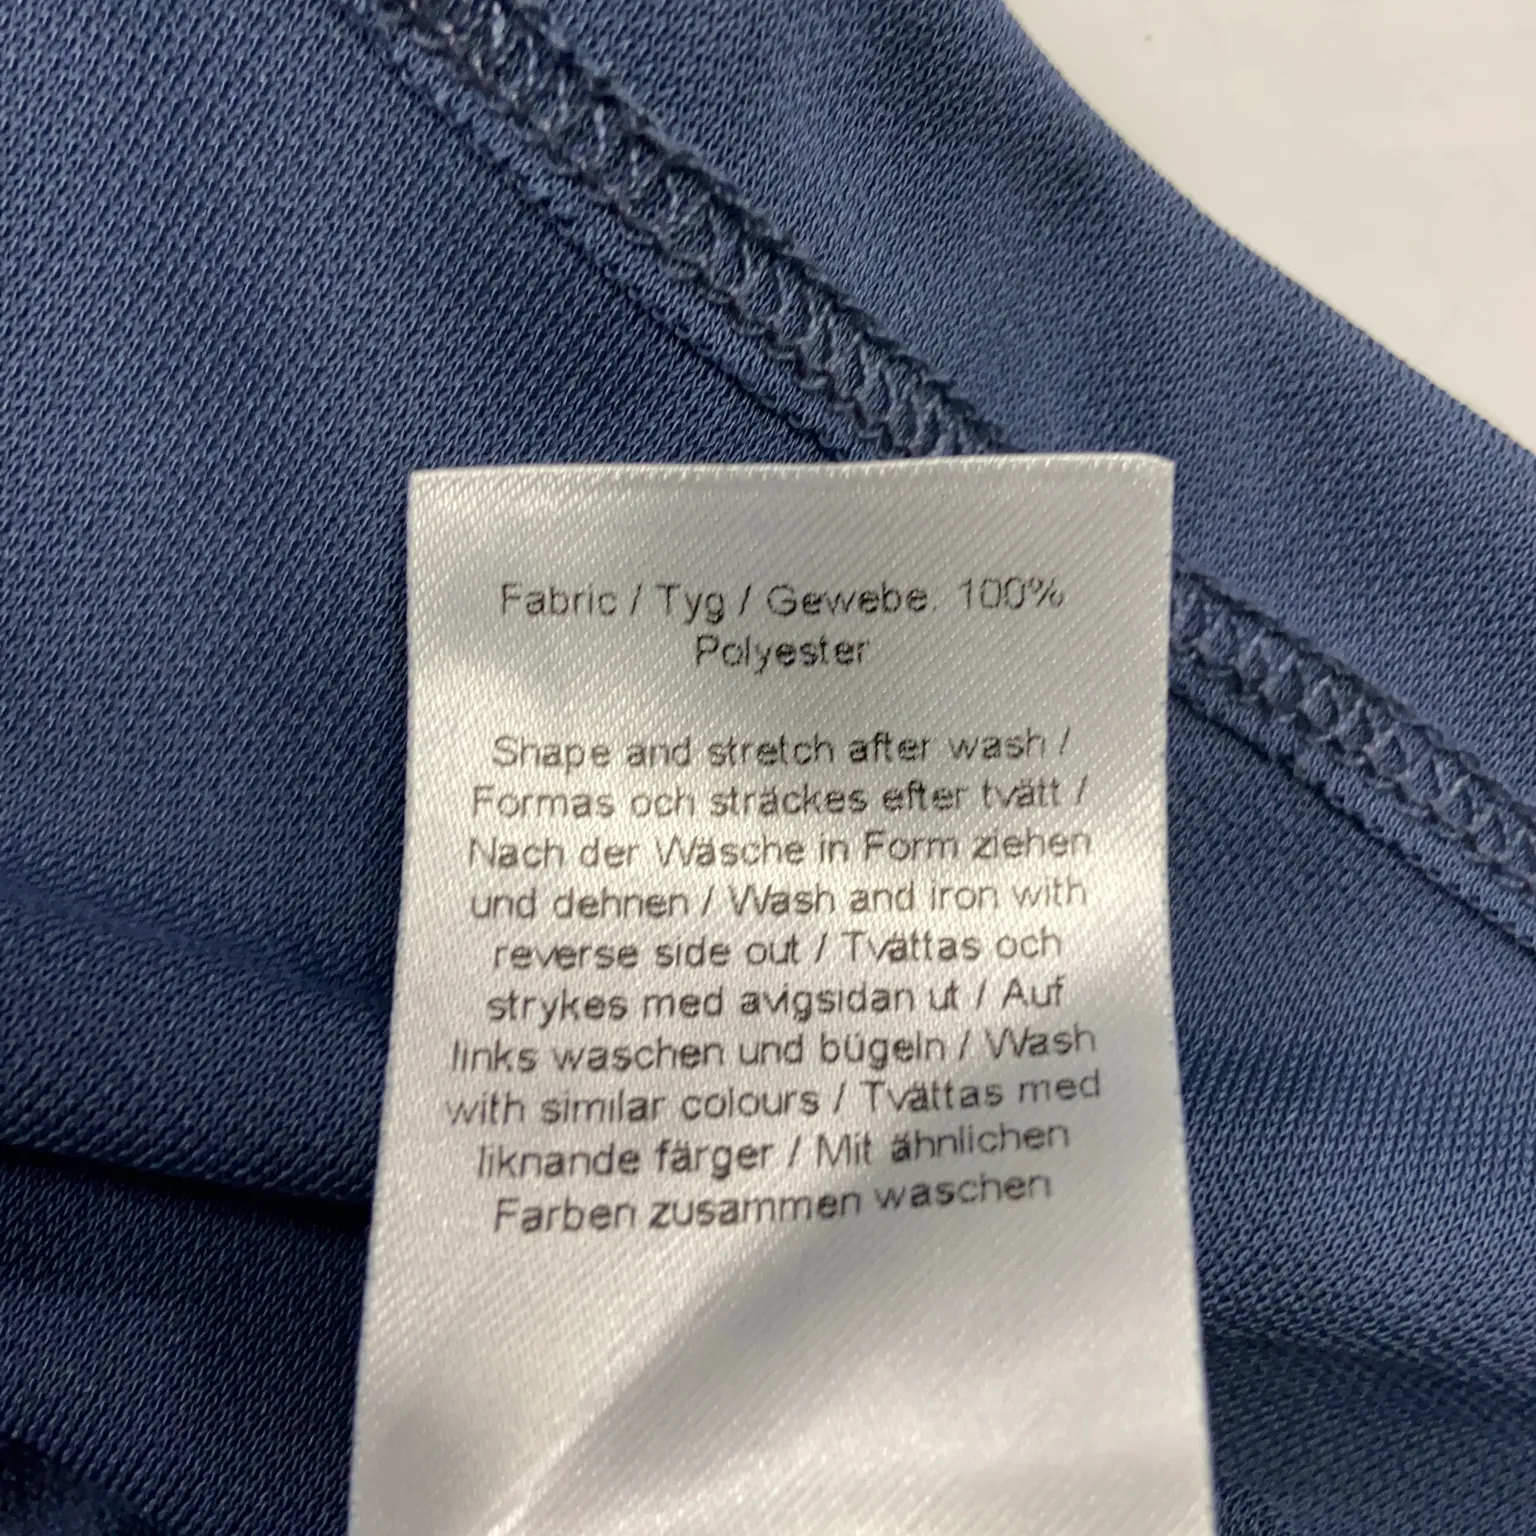 Fabric / Tyg / Gewebe: 100%
Polyester
Shape and stretch after wash /
Formas och sträckes efter tvätt /
Nach der Wäsche in Form ziehen
und dehnen / Wash and iron with
reverse side out / Tvättas och
strykes med avigsidan ut / Auf
links waschen und bügeln / Wash
with similar colours / Tvättas med
liknande färger / Mit ähnlichen
Farben zusammen waschen